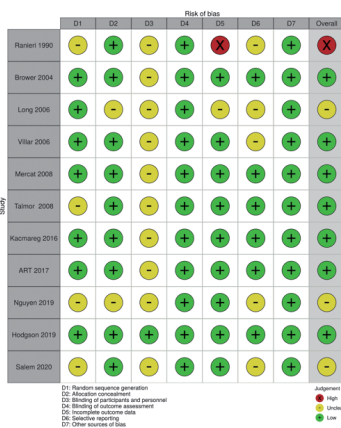 Risk of bias
D1 D2 D3 D4 D5 D6 D7 Overall
Ranieri 1990 - + - + X - + X
Brower 2004 + + - + + + + +
Long 2006 + - - + - - + -
Villar 2006 + + - + + - + +
Mercat 2008 + + - + + + + +
Talmor 2008 - + - + + + + +
Kacmareg 2016 + + - + + + + +
ART 2017 + + - + + + + +
Nguyen 2019 - - - + + - + -
Hodgson 2019 + + + + + + + +
Salem 2020 - + - + + - + -
Study
D1: Random sequence generation
D2: Allocation concealment
D3: Blinding of participants and personnel
D4: Blinding of outcome assessment
D5: Incomplete outcome data
D6: Selective reporting
D7: Other sources of bias
Judgement
X High
- Unclea
+ Low